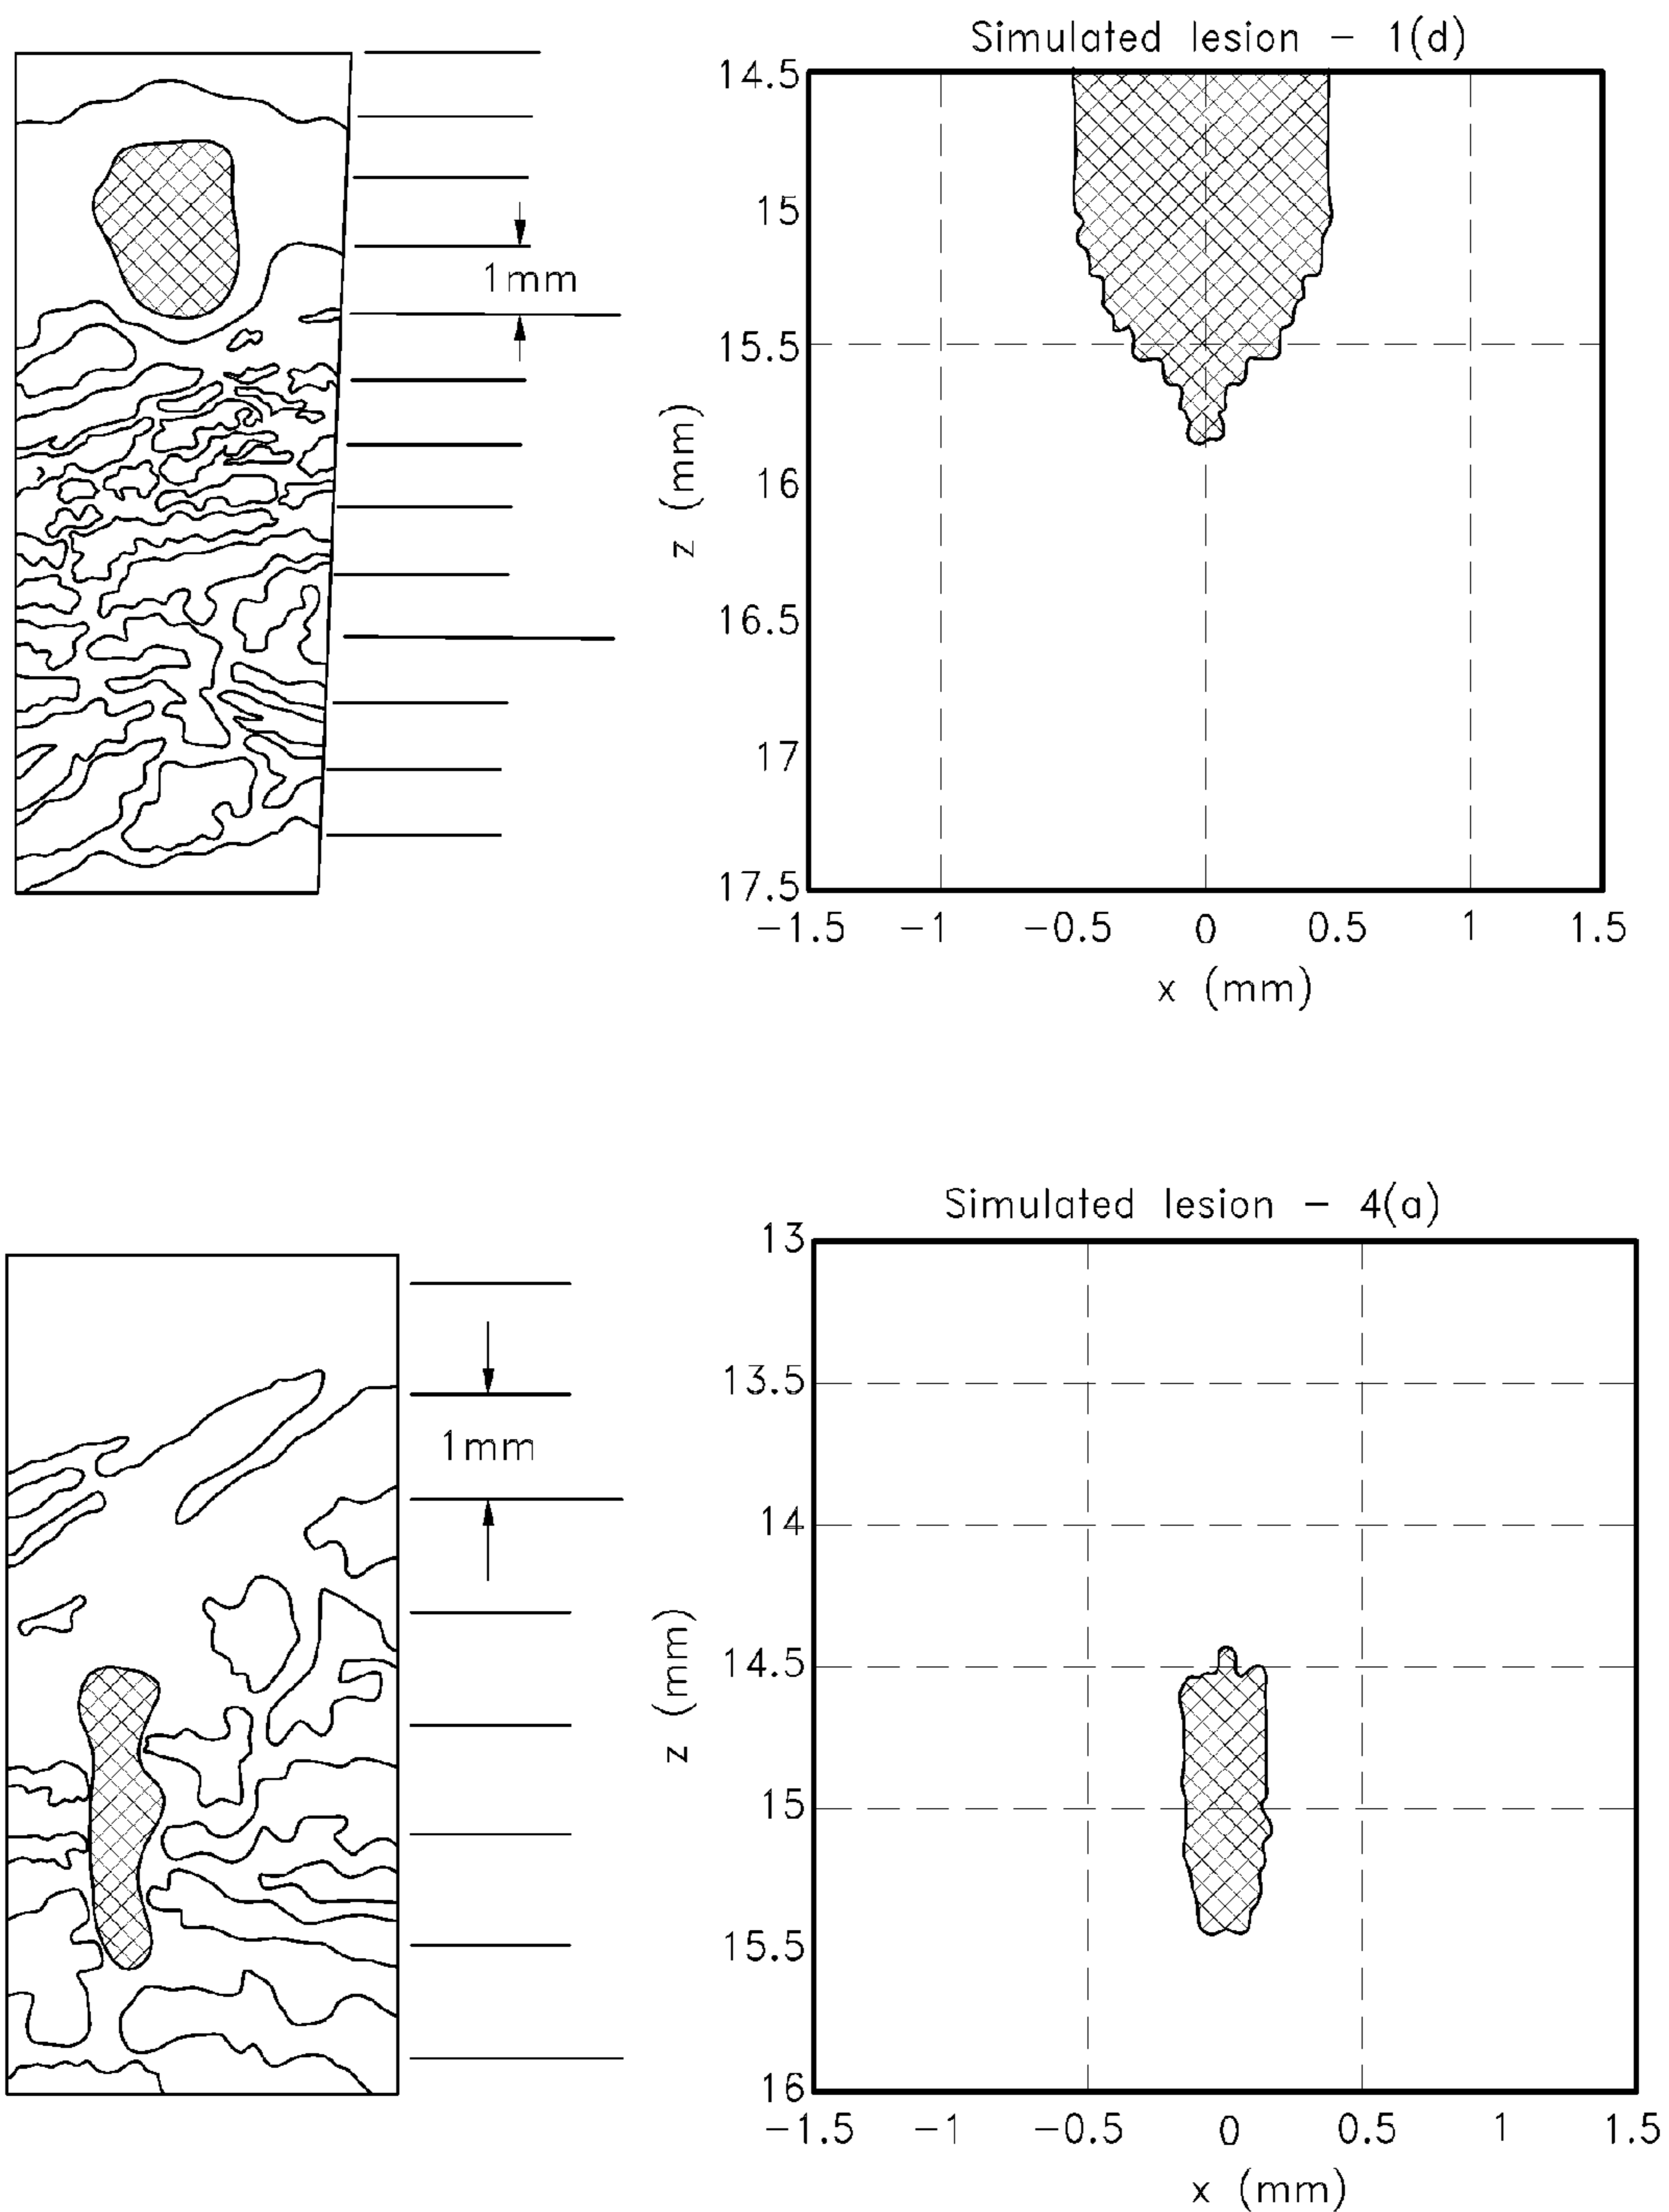 Simulated lesion - 1(d)
14.5
15
15.5
16
16.5
17
17.5
z (mm)
-1.5 -1 -0.5 0 0.5 1 1.5
x (mm)
1mm
Simulated lesion - 4(a)
13
13.5
14
14.5
15
15.5
16
z (mm)
-1.5 -1 -0.5 0 0.5 1 1.5
x (mm)
1mm